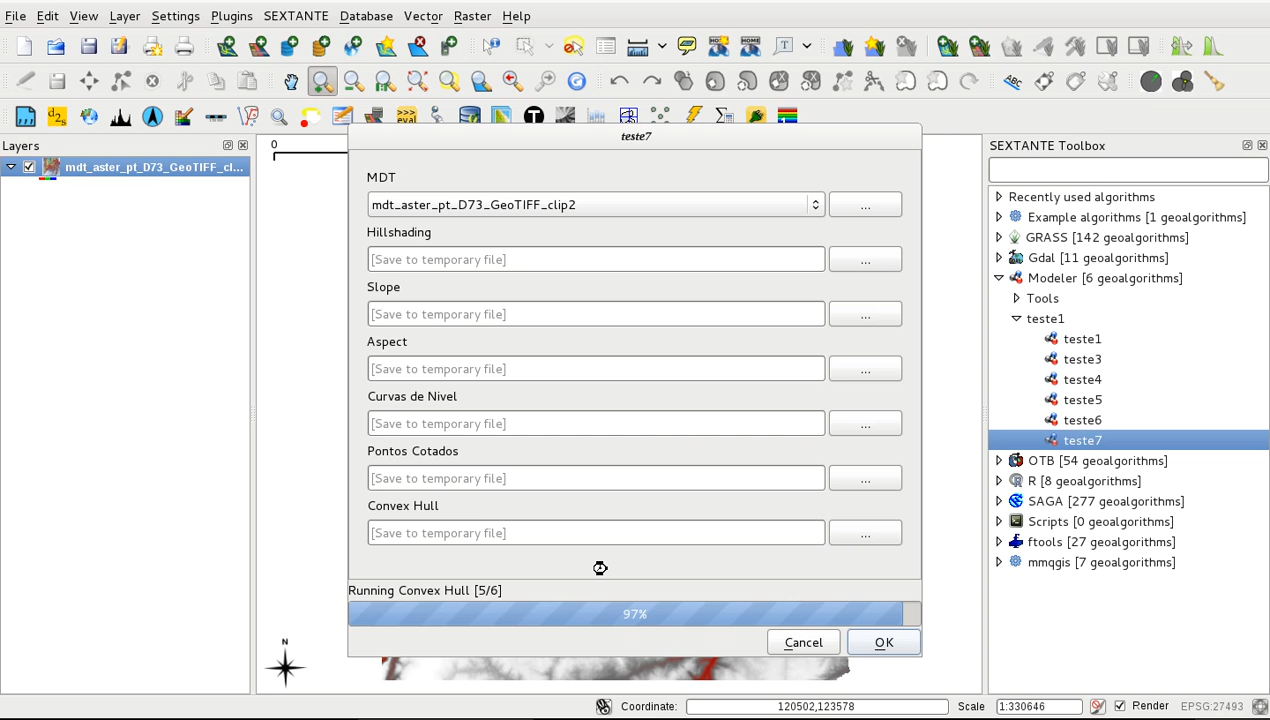 File Edit View Layer Settings Plugins SEXTANTE Database Vector Raster Help
T
ABC
d2s
T
>>> eval
Layers
mdt_aster_pt_D73_GeoTIFF_cl...
0
N
teste7
MDT
mdt_aster_pt_D73_GeoTIFF_clip2
...
Hillshading
[Save to temporary file]
...
Slope
[Save to temporary file]
...
Aspect
[Save to temporary file]
...
Curvas de Nivel
[Save to temporary file]
...
Pontos Cotados
[Save to temporary file]
...
Convex Hull
[Save to temporary file]
...
Running Convex Hull [5/6]
97%
Cancel
OK
SEXTANTE Toolbox
Recently used algorithms
Example algorithms [1 geoalgorithms]
GRASS [142 geoalgorithms]
Gdal [11 geoalgorithms]
Modeler [6 geoalgorithms]
Tools
teste1
teste1
teste3
teste4
teste5
teste6
teste7
OTB [54 geoalgorithms]
R [8 geoalgorithms]
SAGA [277 geoalgorithms]
Scripts [0 geoalgorithms]
ftools [27 geoalgorithms]
mmqgis [7 geoalgorithms]
Coordinate: 120502,123578 Scale 1:330646 Render EPSG:27493